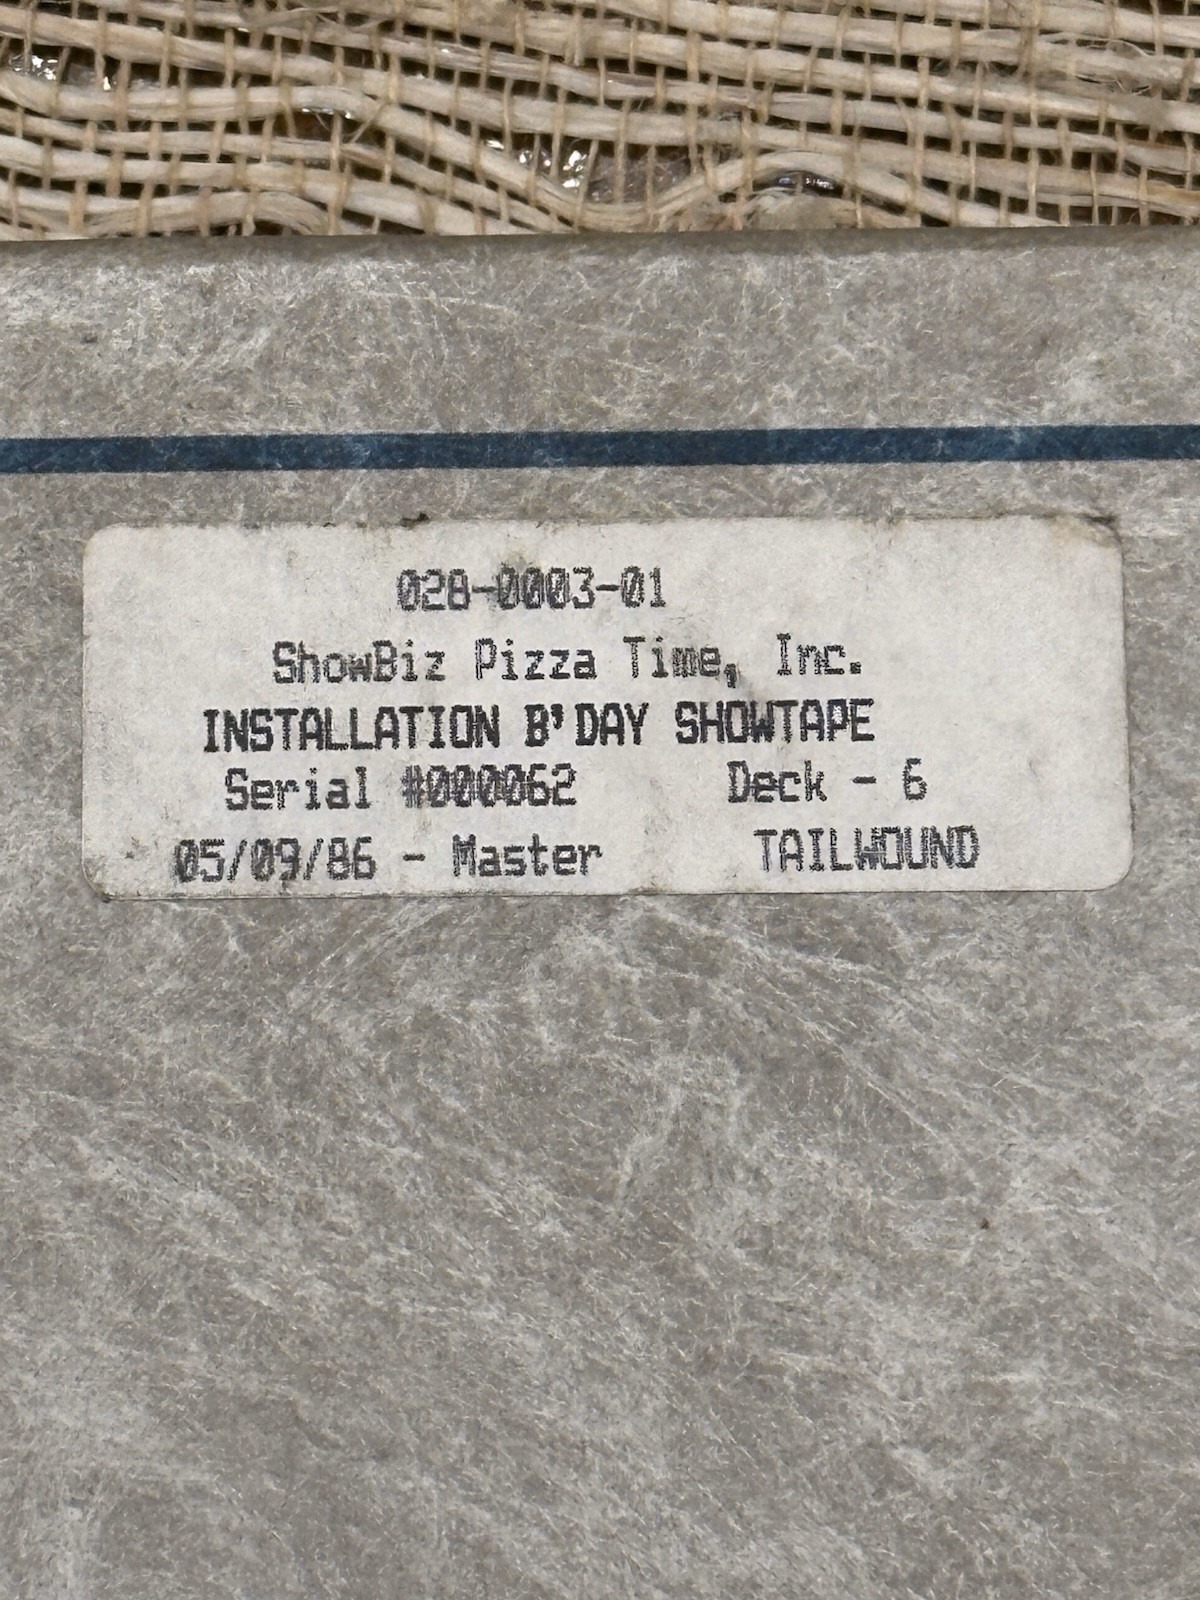 028-0003-01
ShowBiz Pizza Time, Inc.
INSTALLATION B'DAY SHOWTAPE
Serial #000062 Deck - 6
05/09/86 - Master TAILWOUND